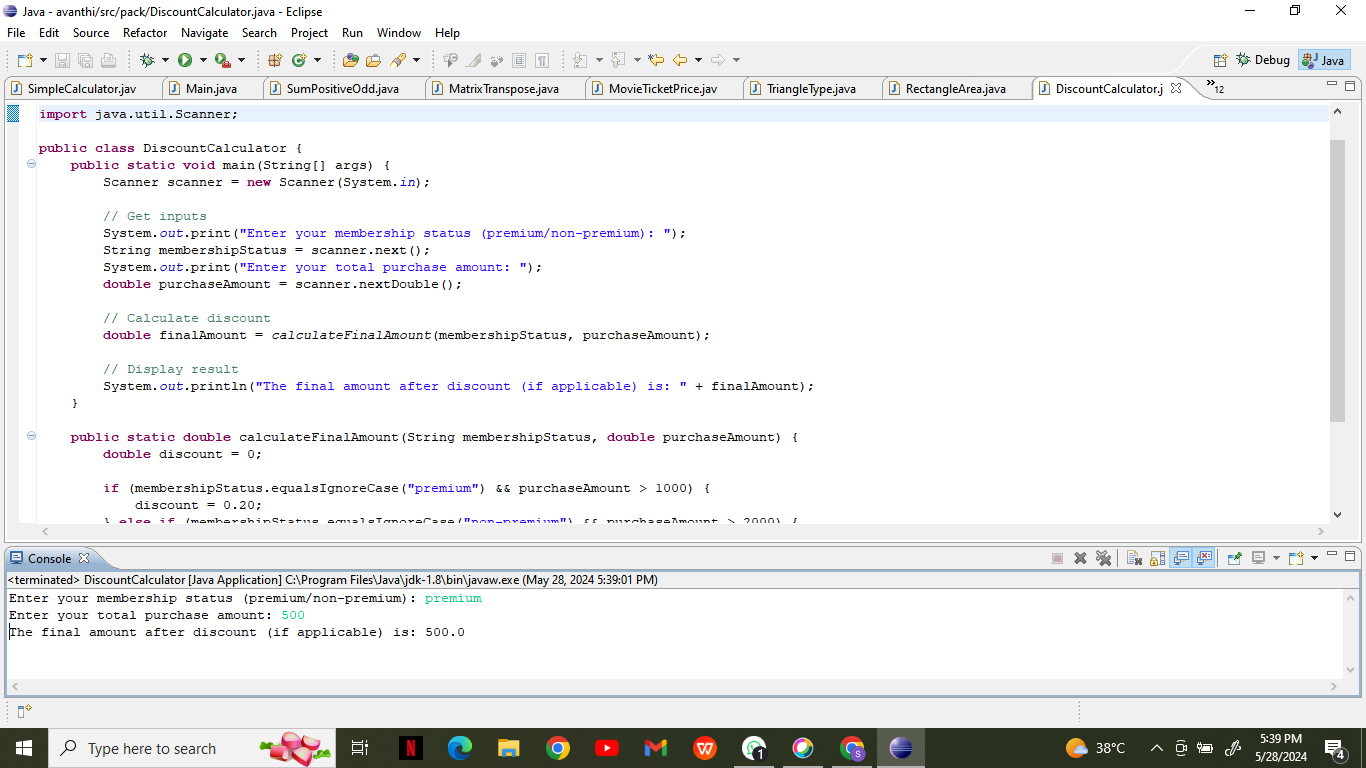 Java - avanthi/src/pack/DiscountCalculator.java - Eclipse
File Edit Source Refactor Navigate Search Project Run Window Help
Debug Java
SimpleCalculator.jav Main.java SumPositiveOdd.java MatrixTranspose.java MovieTicketPrice.jav TriangleType.java RectangleArea.java DiscountCalculator.j »12
import java.util.Scanner;
public class DiscountCalculator {
public static void main(String[] args) {
Scanner scanner = new Scanner(System.in);
// Get inputs
System.out.print("Enter your membership status (premium/non-premium): ");
String membershipStatus = scanner.next();
System.out.print("Enter your total purchase amount: ");
double purchaseAmount = scanner.nextDouble();
// Calculate discount
double finalAmount = calculateFinalAmount(membershipStatus, purchaseAmount);
// Display result
System.out.println("The final amount after discount (if applicable) is: " + finalAmount);
}
public static double calculateFinalAmount(String membershipStatus, double purchaseAmount) {
double discount = 0;
if (membershipStatus.equalsIgnoreCase("premium") && purchaseAmount > 1000) {
discount = 0.20;
} else if (membershipStatus.equalsIgnoreCase("non-premium") && purchaseAmount > 2000) {
Console
<terminated> DiscountCalculator [Java Application] C:\Program Files\Java\jdk-1.8\bin\javaw.exe (May 28, 2024 5:39:01 PM)
Enter your membership status (premium/non-premium): premium
Enter your total purchase amount: 500
The final amount after discount (if applicable) is: 500.0
Type here to search
38°C
5:39 PM
5/28/2024
4